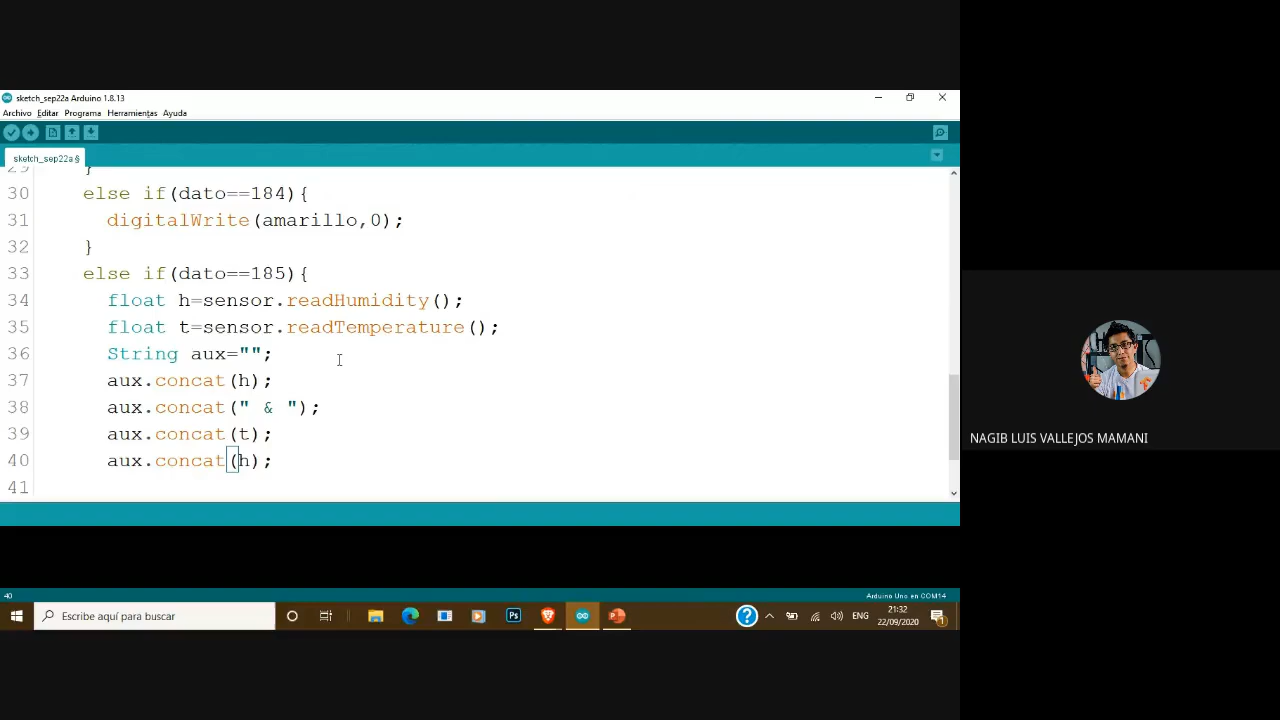 sketch_sep22a Arduino 1.8.13
Archivo Editar Programa Herramientas Ayuda
sketch_sep22a §
29 }
30 else if(dato==184){
31 digitalWrite(amarillo,0);
32 }
33 else if(dato==185){
34 float h=sensor.readHumidity();
35 float t=sensor.readTemperature();
36 String aux="";
37 aux.concat(h);
38 aux.concat(" & ");
39 aux.concat(t);
40 aux.concat(h);
41
NAGIB LUIS VALLEJOS MAMANI
40 Arduino Uno en COM14
Escribe aquí para buscar
Ps
ENG
21:32
22/09/2020
1